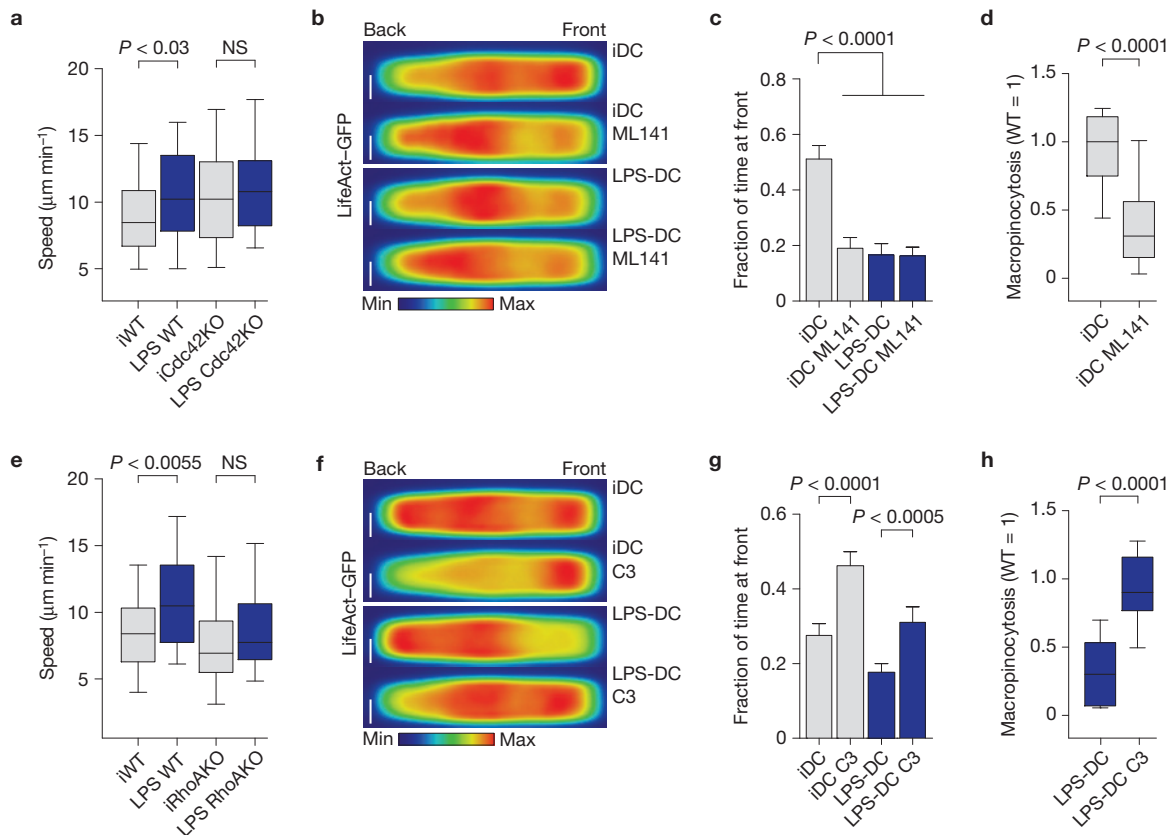 a
P < 0.03
NS
20
15
10
5
Speed (μm min⁻¹)
iWT
LPS WT
iCdc42KO
LPS Cdc42KO
b
Back
Front
LifeAct–GFP
iDC
iDC
ML141
LPS-DC
LPS-DC
ML141
Min
Max
c
P < 0.0001
0.8
0.6
0.4
0.2
0
Fraction of time at front
iDC
iDC ML141
LPS-DC
LPS-DC ML141
d
P < 0.0001
1.5
1.0
0.5
0
Macropinocytosis (WT = 1)
iDC
iDC ML141
e
P < 0.0055
NS
20
15
10
5
Speed (μm min⁻¹)
iWT
LPS WT
iRhoAKO
LPS RhoAKO
f
Back
Front
LifeAct–GFP
iDC
iDC
C3
LPS-DC
LPS-DC
C3
Min
Max
g
P < 0.0001
P < 0.0005
0.6
0.4
0.2
0
Fraction of time at front
iDC
iDC C3
LPS-DC
LPS-DC C3
h
P < 0.0001
1.5
1.0
0.5
0
Macropinocytosis (WT = 1)
LPS-DC
LPS-DC C3